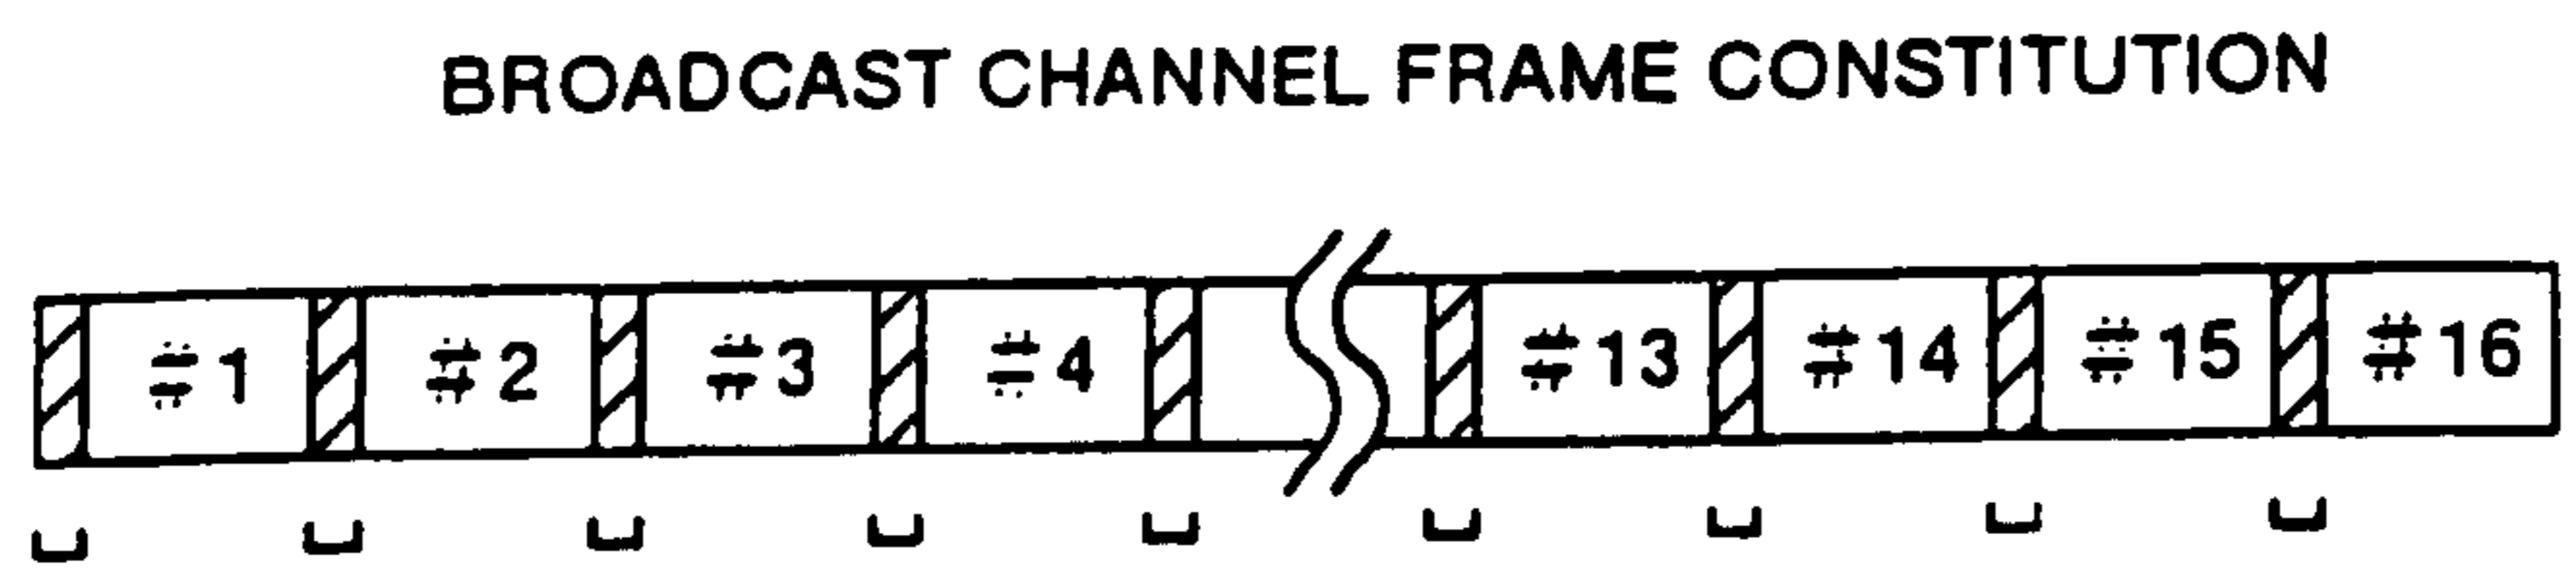 BROADCAST CHANNEL FRAME CONSTITUTION
#1 #2 #3 #4 #13 #14 #15 #16